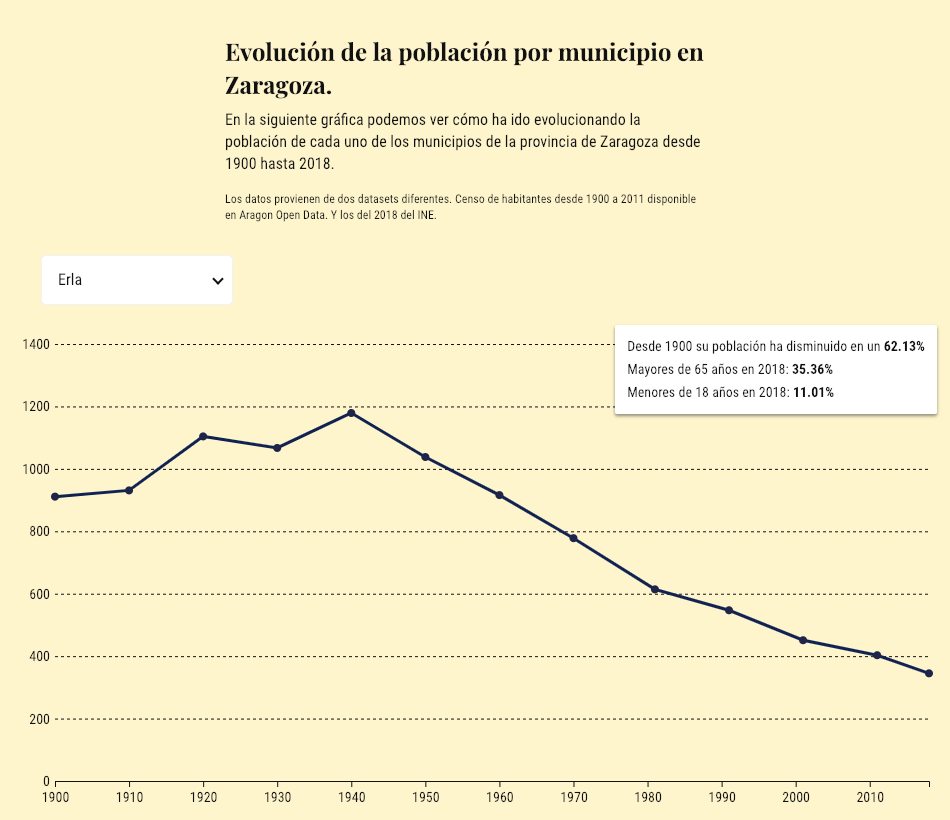 Evolución de la población por municipio en
Zaragoza.
En la siguiente gráfica podemos ver cómo ha ido evolucionando la
población de cada uno de los municipios de la provincia de Zaragoza desde
1900 hasta 2018.
Los datos provienen de dos datasets diferentes. Censo de habitantes desde 1900 a 2011 disponible
en Aragon Open Data. Y los del 2018 del INE.
Erla
Desde 1900 su población ha disminuido en un 62.13%
Mayores de 65 años en 2018: 35.36%
Menores de 18 años en 2018: 11.01%
1400
1200
1000
800
600
400
200
0
1900 1910 1920 1930 1940 1950 1960 1970 1980 1990 2000 2010